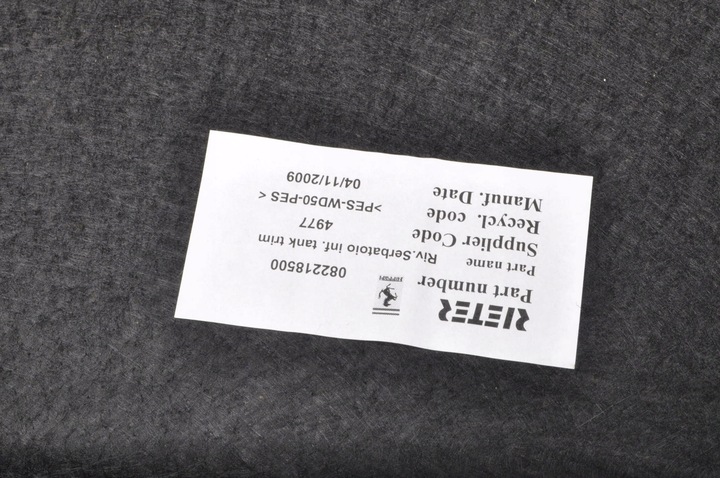 RIETER
Ferrari
Part number 082218500
Part name Riv.Serbatoio inf. tank trim
Supplier Code 4977
Recycl. code >PES-WD50-PES <
Manuf. Date 04/11/2009